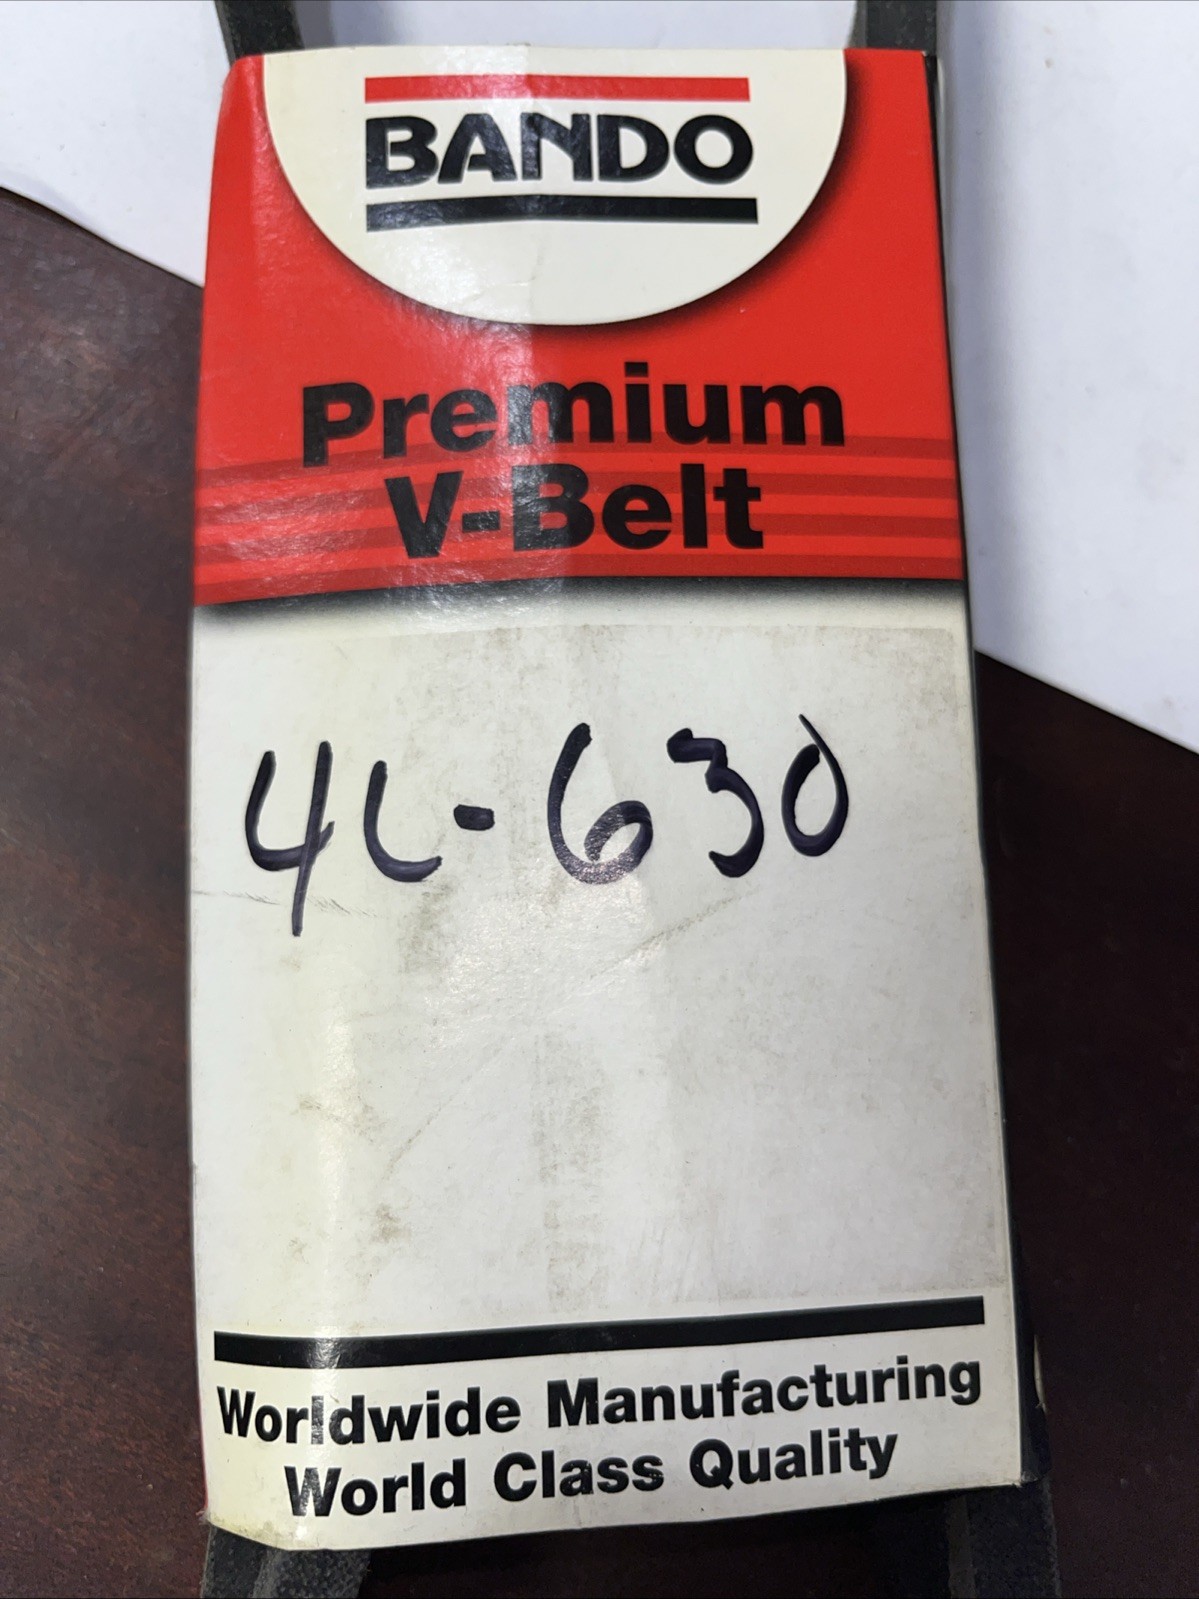 BANDO
Premium
V-Belt
4L-630
Worldwide Manufacturing
World Class Quality